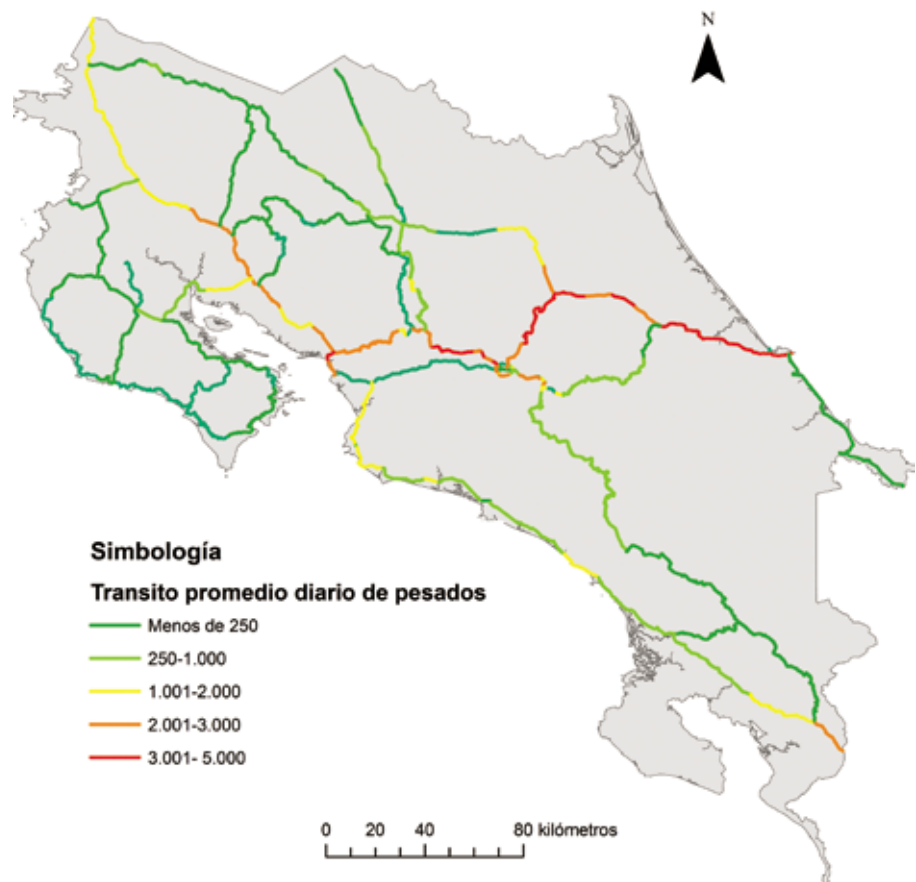 N
Simbología
Transito promedio diario de pesados
Menos de 250
250-1.000
1.001-2.000
2.001-3.000
3.001- 5.000
0 20 40 80 kilómetros